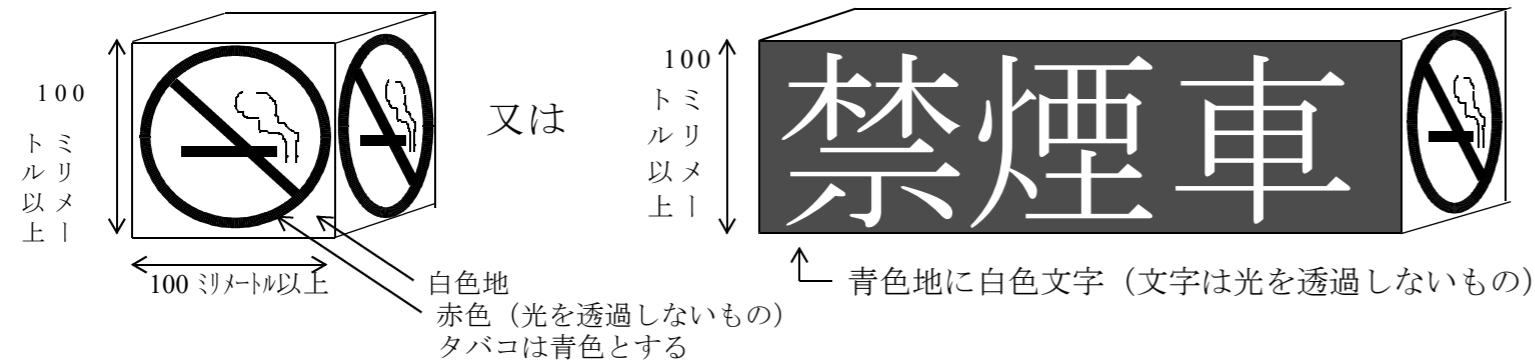 100
ミリメートル以上
100 ミリメートル以上
白色地
赤色（光を透過しないもの）
タバコは青色とする
又は
100
ミリメートル以上
禁煙車
青色地に白色文字（文字は光を透過しないもの）